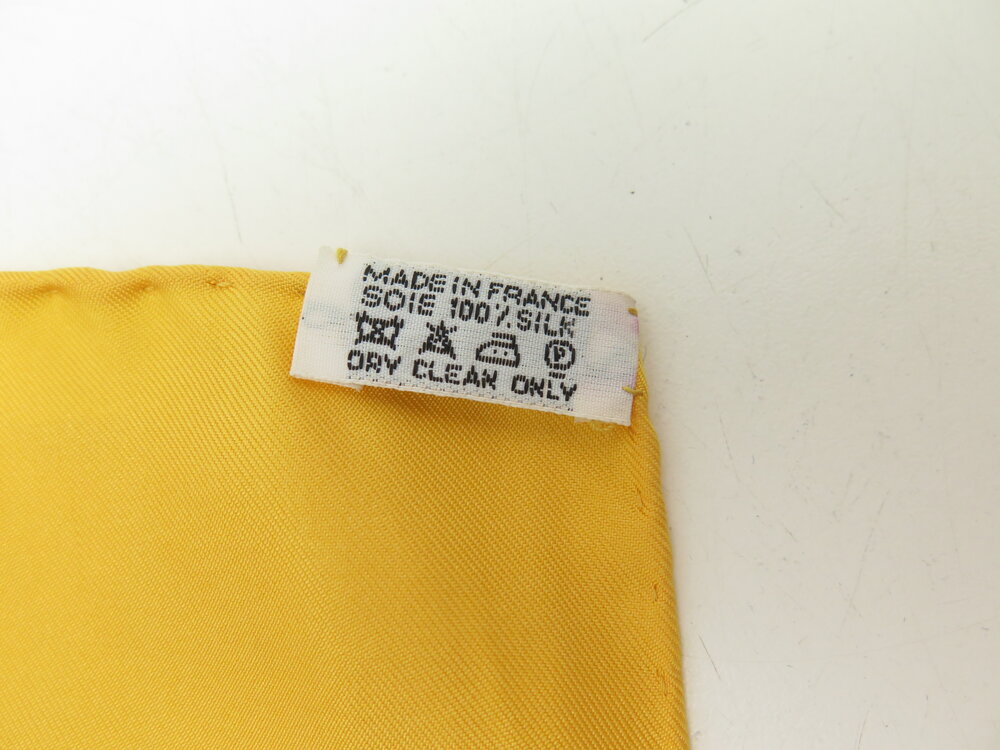 MADE IN FRANCE
SOIE 100% SILK
P
DRY CLEAN ONLY